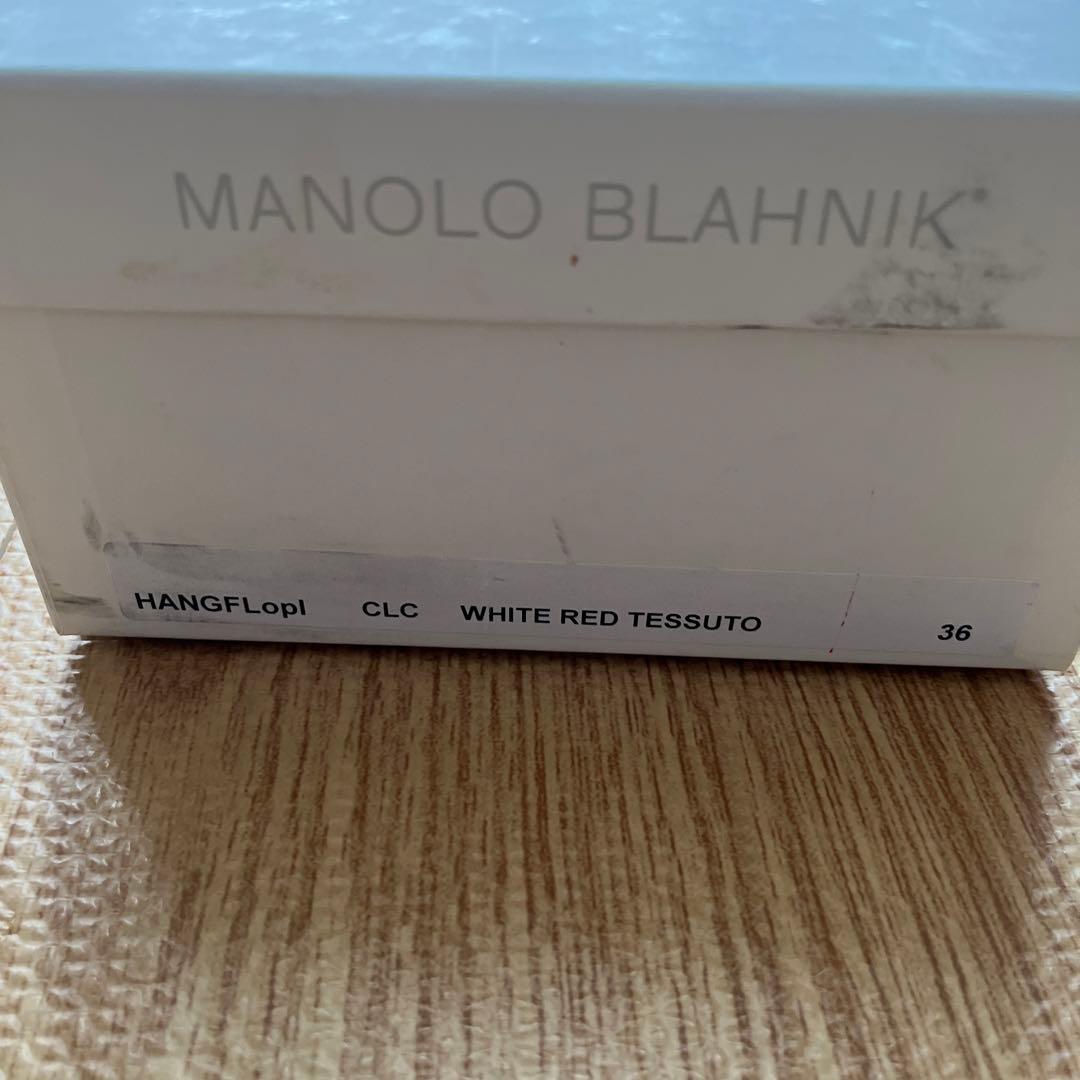 MANOLO BLAHNIK®
HANGFLopl CLC WHITE RED TESSUTO 36